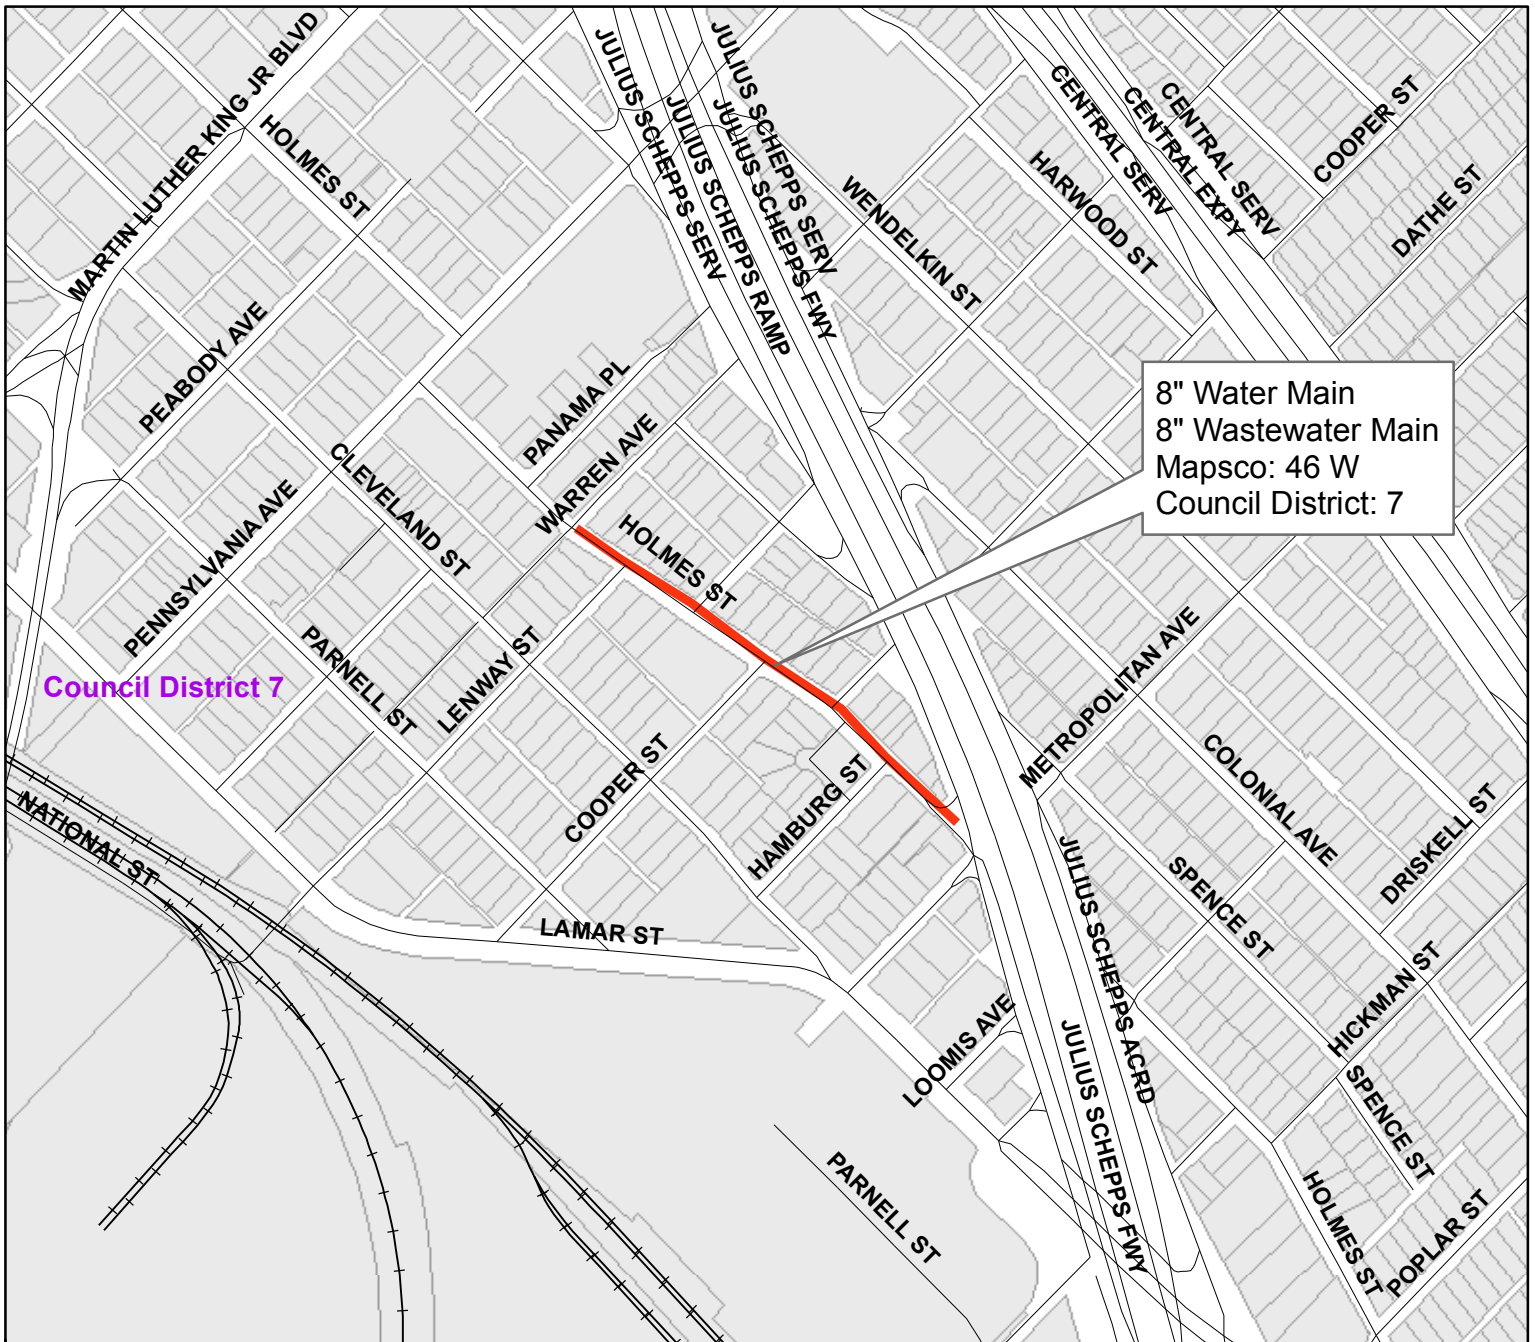 MARTIN LUTHER KING JR BLVD
HOLMES ST
JULIUS SCHEPPS SERV
JULIUS SCHEPPS RAMP
JULIUS SCHEPPS SERV
JULIUS SCHEPPS FWY
CENTRAL SERV
CENTRAL EXPY
CENTRAL SERV
COOPER ST
DATHE ST
HARWOOD ST
WENDELKIN ST
PEABODY AVE
PANAMA PL
WARREN AVE
8" Water Main
8" Wastewater Main
Mapsco: 46 W
Council District: 7
CLEVELAND ST
PENNSYLVANIA AVE
HOLMES ST
PARNELL ST
LENWAY ST
Council District 7
METROPOLITAN AVE
COOPER ST
HAMBURG ST
COLONIAL AVE
DRISKELL ST
NATIONAL ST
SPENCE ST
LAMAR ST
JULIUS SCHEPPS ACRD
HICKMAN ST
LOOMIS AVE
JULIUS SCHEPPS FWY
SPENCE ST
PARNELL ST
HOLMES ST
POPLAR ST